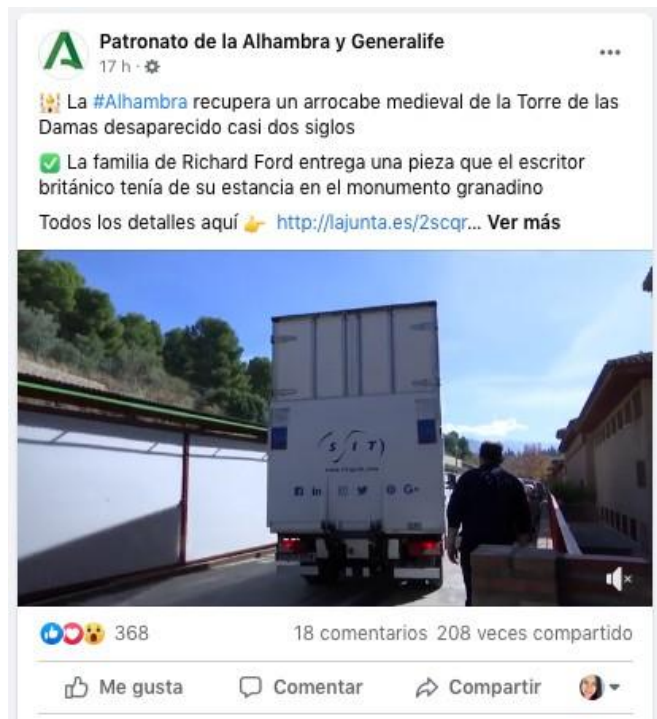 Patronato de la Alhambra y Generalife
17 h ·
La #Alhambra recupera un arrocabe medieval de la Torre de las
Damas desaparecido casi dos siglos
La familia de Richard Ford entrega una pieza que el escritor
británico tenía de su estancia en el monumento granadino
Todos los detalles aquí 👉 http://lajunta.es/2scqr... Ver más
SIT
368
18 comentarios 208 veces compartido
Me gusta Comentar Compartir